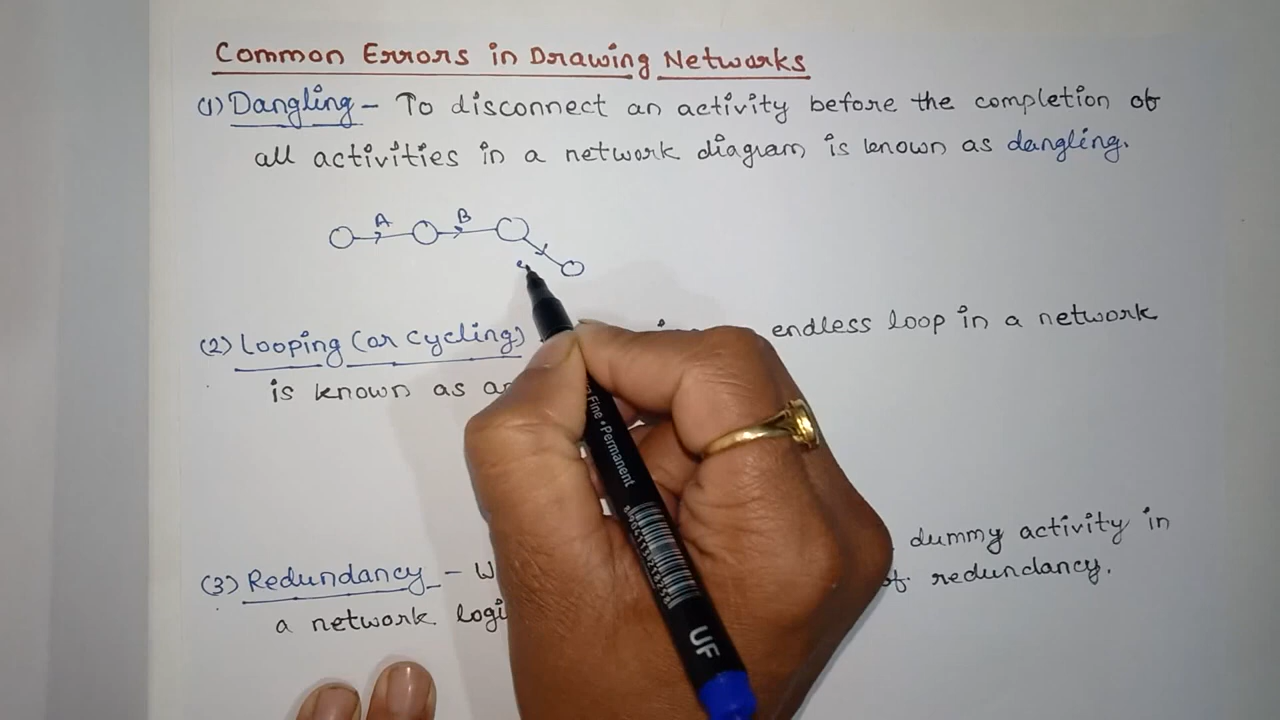 Common Errors in Drawing Networks
(1) Dangling - To disconnect an activity before the completion of
all activities in a network diagram is known as dangling.
A B
(2) Looping (or cycling) endless loop in a network
is known as
(3) Redundancy - dummy activity in
a network of redundancy.
Fine • Permanent
UF